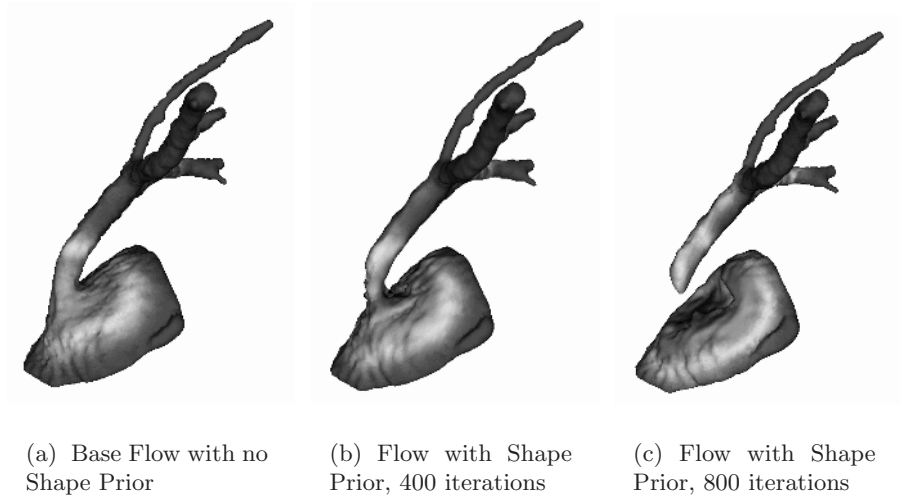 (a) Base Flow with no
Shape Prior
(b) Flow with Shape
Prior, 400 iterations
(c) Flow with Shape
Prior, 800 iterations